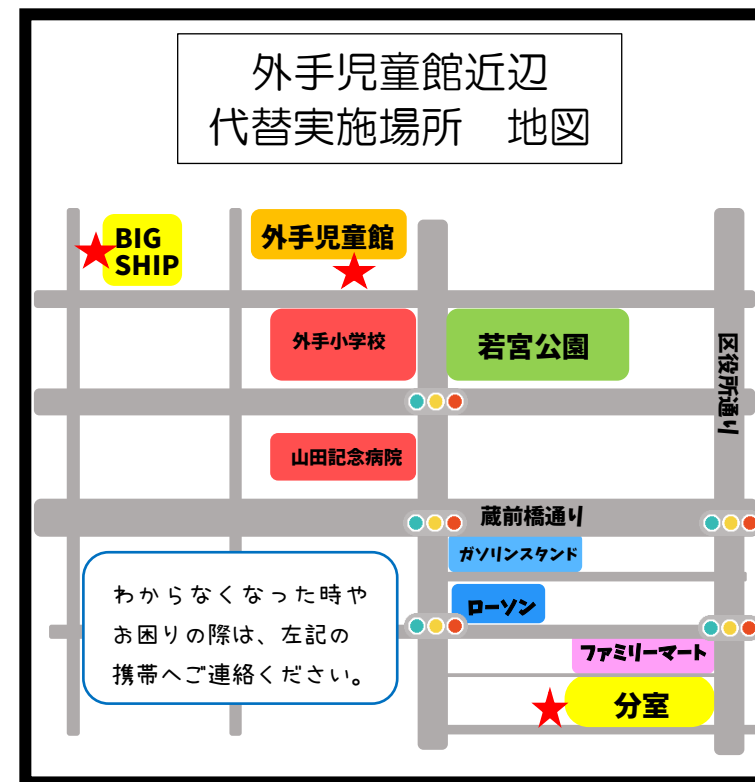 外手児童館近辺
代替実施場所　地図
BIG
SHIP
外手児童館
外手小学校
若宮公園
区役所通り
山田記念病院
蔵前橋通り
ガソリンスタンド
ローソン
わからなくなった時や
お困りの際は、左記の
携帯へご連絡ください。
ファミリーマート
分室